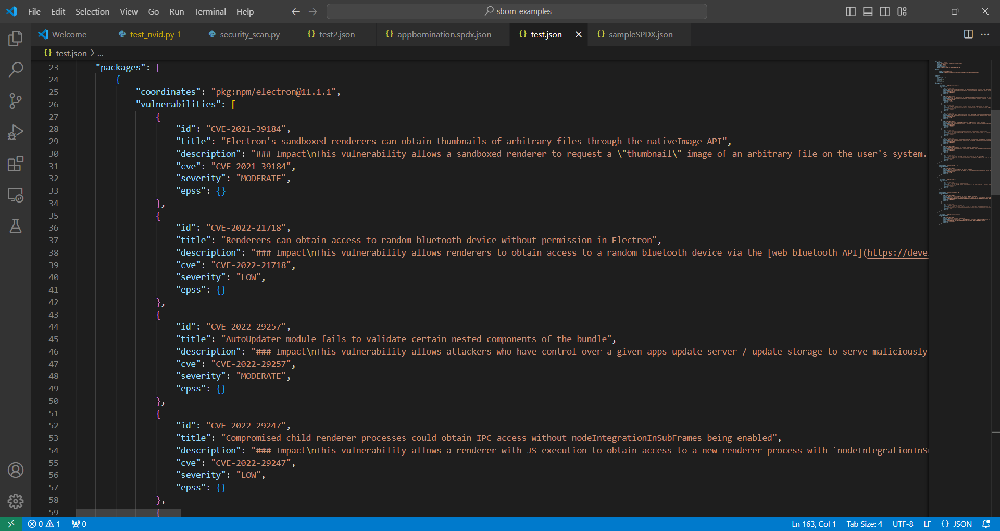 File Edit Selection View Go Run Terminal Help sbom_examples
Welcome test_nvid.py 1 security_scan.py test2.json appbomination.spdx.json test.json sampleSPDX.json
test.json > ...
23 "packages": [
24 {
25 "coordinates": "pkg:npm/electron@11.1.1",
26 "vulnerabilities": [
27 {
28 "id": "CVE-2021-39184",
29 "title": "Electron's sandboxed renderers can obtain thumbnails of arbitrary files through the nativeImage API",
30 "description": "### Impact\nThis vulnerability allows a sandboxed renderer to request a \"thumbnail\" image of an arbitrary file on the user's system.
31 "cve": "CVE-2021-39184",
32 "severity": "MODERATE",
33 "epss": {}
34 },
35 {
36 "id": "CVE-2022-21718",
37 "title": "Renderers can obtain access to random bluetooth device without permission in Electron",
38 "description": "### Impact\nThis vulnerability allows renderers to obtain access to a random bluetooth device via the [web bluetooth API](https://deve
39 "cve": "CVE-2022-21718",
40 "severity": "LOW",
41 "epss": {}
42 },
43 {
44 "id": "CVE-2022-29257",
45 "title": "AutoUpdater module fails to validate certain nested components of the bundle",
46 "description": "### Impact\nThis vulnerability allows attackers who have control over a given apps update server / update storage to serve maliciously
47 "cve": "CVE-2022-29257",
48 "severity": "MODERATE",
49 "epss": {}
50 },
51 {
52 "id": "CVE-2022-29247",
53 "title": "Compromised child renderer processes could obtain IPC access without nodeIntegrationInSubFrames being enabled",
54 "description": "### Impact\nThis vulnerability allows a renderer with JS execution to obtain access to a new renderer process with `nodeIntegrationInS
55 "cve": "CVE-2022-29247",
56 "severity": "LOW",
57 "epss": {}
58 },
59 {
0 1 0 Ln 163, Col 1 Tab Size: 4 UTF-8 LF {} JSON